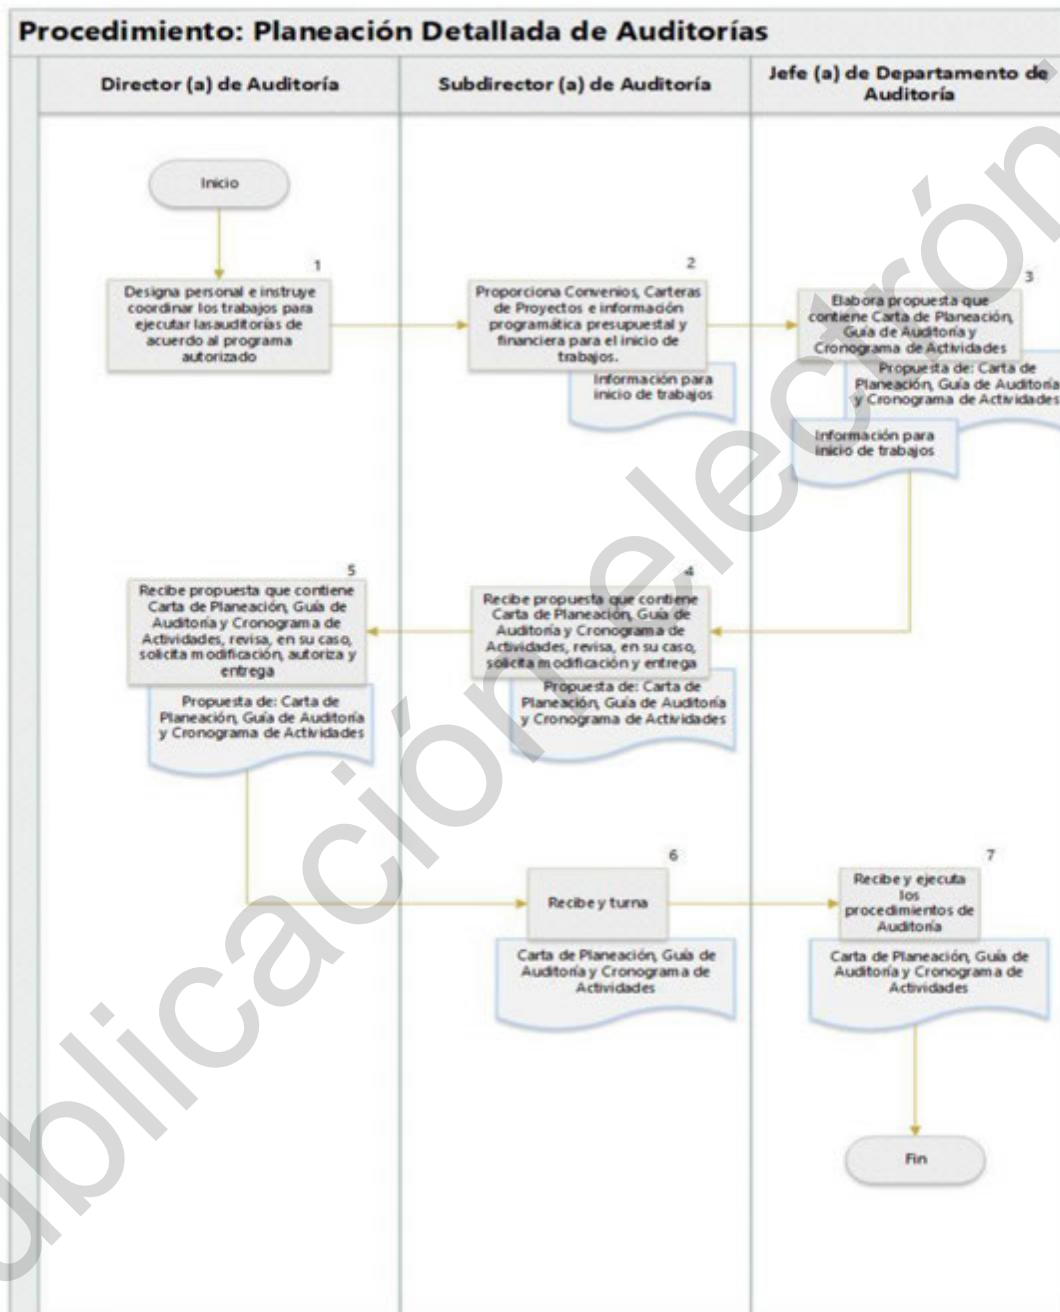 Procedimiento: Planeación Detallada de Auditorías
Director (a) de Auditoría
Subdirector (a) de Auditoría
Jefe (a) de Departamento de
Auditoría
Inicio
1
Designa personal e instruye
coordinar los trabajos para
ejecutar lasauditorías de
acuerdo al programa
autorizado
2
Proporciona Convenios, Carteras
de Proyectos e información
programática presupuestal y
financiera para el inicio de
trabajos.
Información para
inicio de trabajos
3
Elabora propuesta que
contiene Carta de Planeación,
Guía de Auditoría y
Cronograma de Actividades
Propuesta de: Carta de
Planeación, Guía de Auditoría
y Cronograma de Actividades
Información para
inicio de trabajos
4
Recibe propuesta que contiene
Carta de Planeación, Guía de
Auditoría y Cronograma de
Actividades, revisa, en su caso,
solicita modificación y entrega
Propuesta de: Carta de
Planeación, Guía de Auditoría
y Cronograma de Actividades
5
Recibe propuesta que contiene
Carta de Planeación, Guía de
Auditoría y Cronograma de
Actividades, revisa, en su caso,
solicita modificación, autoriza y
entrega
Propuesta de: Carta de
Planeación, Guía de Auditoría
y Cronograma de Actividades
6
Recibe y turna
Carta de Planeación, Guía de
Auditoría y Cronograma de
Actividades
7
Recibe y ejecuta
los
procedimientos de
Auditoría
Carta de Planeación, Guía de
Auditoría y Cronograma de
Actividades
Fin
ublicación electrón